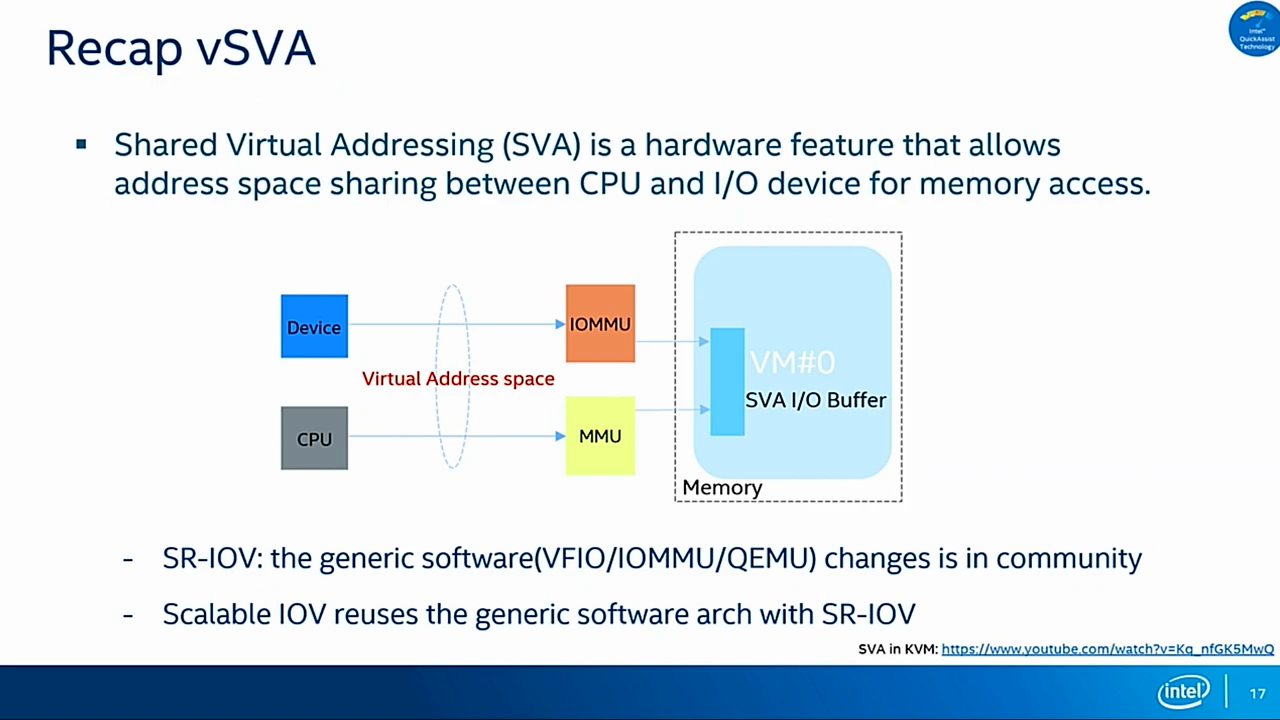 Recap vSVA
Intel®
QuickAssist
Technology
▪ Shared Virtual Addressing (SVA) is a hardware feature that allows
address space sharing between CPU and I/O device for memory access.
Device
IOMMU
Virtual Address space
VM#0
SVA I/O Buffer
CPU
MMU
Memory
- SR-IOV: the generic software(VFIO/IOMMU/QEMU) changes is in community
- Scalable IOV reuses the generic software arch with SR-IOV
SVA in KVM: https://www.youtube.com/watch?v=Kq_nfGK5MwQ
intel
17